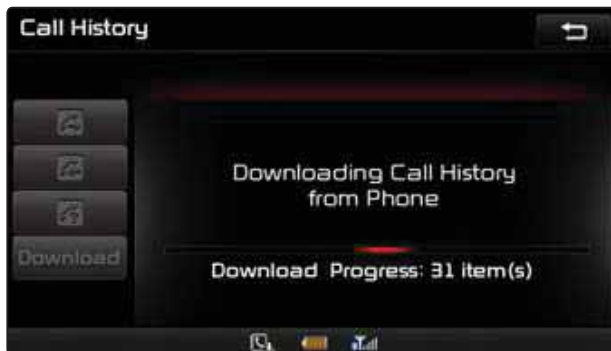 Call History
Downloading Call History
from Phone
Download
Download Progress: 31 item(s)